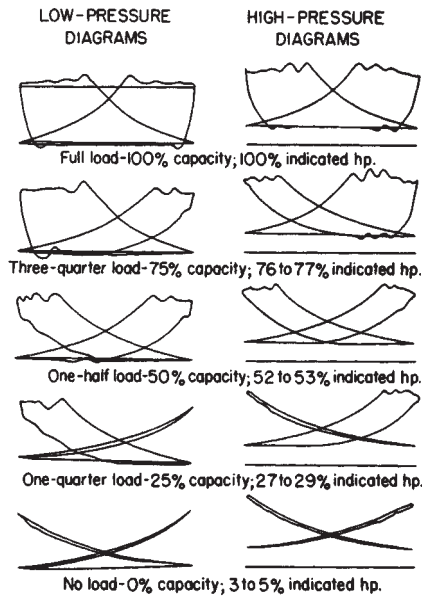 LOW-PRESSURE DIAGRAMS
HIGH-PRESSURE DIAGRAMS
Full load-100% capacity; 100% indicated hp.
Three-quarter load-75% capacity; 76 to 77% indicated hp.
One-half load-50% capacity; 52 to 53% indicated hp.
One-quarter load-25% capacity; 27 to 29% indicated hp.
No load-0% capacity; 3 to 5% indicated hp.